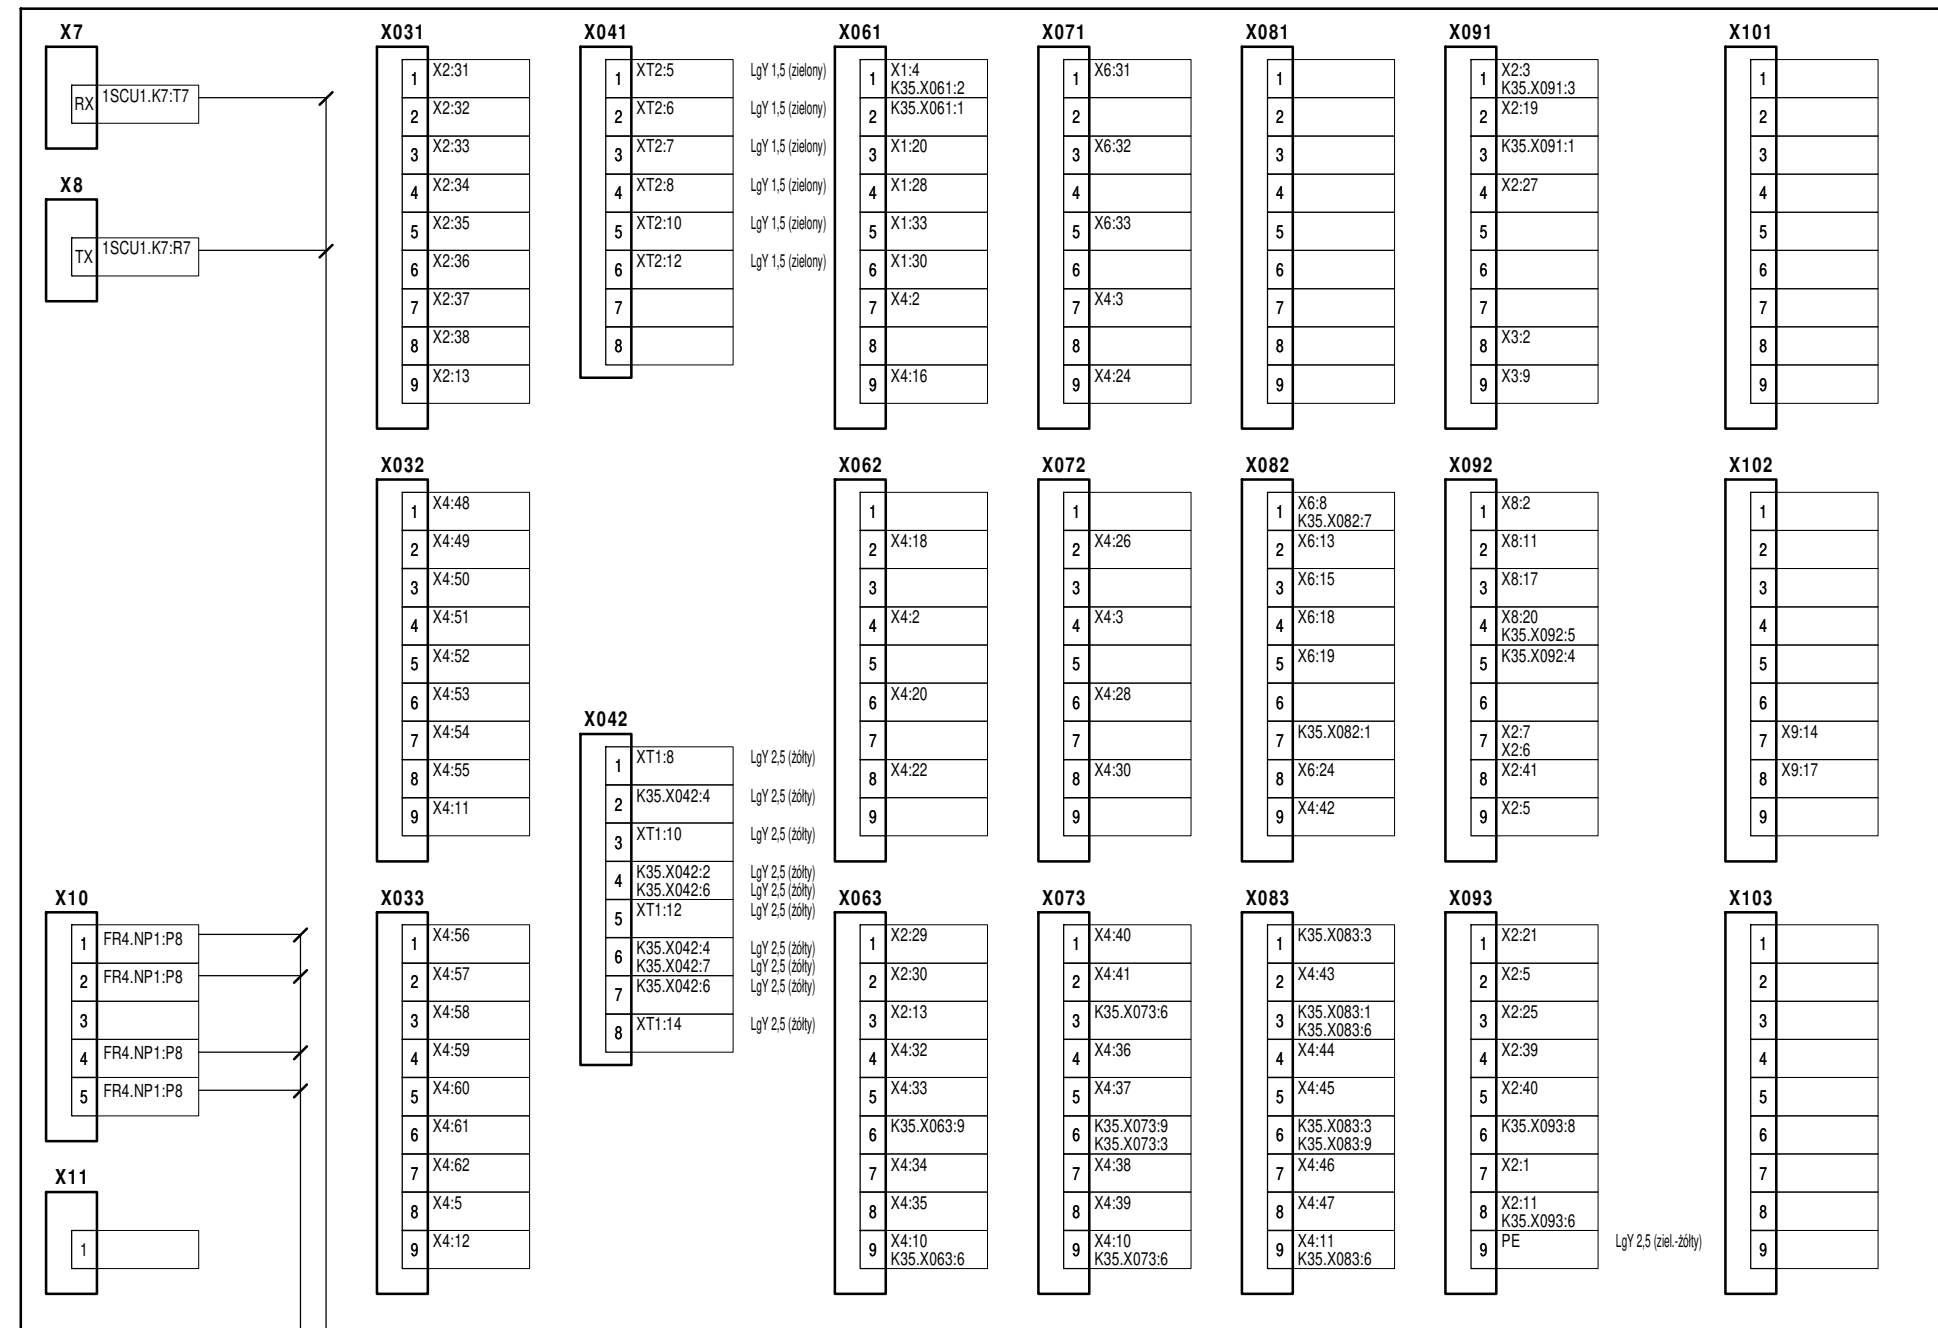 X7
RX 1SCU1.K7:T7
X8
TX 1SCU1.K7:R7
X10
1 FR4.NP1:P8
2 FR4.NP1:P8
3
4 FR4.NP1:P8
5 FR4.NP1:P8
X11
1
X031
1 X2:31
2 X2:32
3 X2:33
4 X2:34
5 X2:35
6 X2:36
7 X2:37
8 X2:38
9 X2:13
X032
1 X4:48
2 X4:49
3 X4:50
4 X4:51
5 X4:52
6 X4:53
7 X4:54
8 X4:55
9 X4:11
X033
1 X4:56
2 X4:57
3 X4:58
4 X4:59
5 X4:60
6 X4:61
7 X4:62
8 X4:5
9 X4:12
X041
1 XT2:5 LgY 1,5 (zielony)
2 XT2:6 LgY 1,5 (zielony)
3 XT2:7 LgY 1,5 (zielony)
4 XT2:8 LgY 1,5 (zielony)
5 XT2:10 LgY 1,5 (zielony)
6 XT2:12 LgY 1,5 (zielony)
7
8
X042
1 XT1:8 LgY 2,5 (żółty)
2 K35.X042:4 LgY 2,5 (żółty)
3 XT1:10 LgY 2,5 (żółty)
4 K35.X042:2 LgY 2,5 (żółty)
K35.X042:6 LgY 2,5 (żółty)
5 XT1:12 LgY 2,5 (żółty)
6 K35.X042:4 LgY 2,5 (żółty)
K35.X042:7 LgY 2,5 (żółty)
7 K35.X042:6 LgY 2,5 (żółty)
8 XT1:14 LgY 2,5 (żółty)
X061
1 X1:4
K35.X061:2
2 K35.X061:1
3 X1:20
4 X1:28
5 X1:33
6 X1:30
7 X4:2
8
9 X4:16
X062
1
2 X4:18
3
4 X4:2
5
6 X4:20
7
8 X4:22
9
X063
1 X2:29
2 X2:30
3 X2:13
4 X4:32
5 X4:33
6 K35.X063:9
7 X4:34
8 X4:35
9 X4:10
K35.X063:6
X071
1 X6:31
2
3 X6:32
4
5 X6:33
6
7 X4:3
8
9 X4:24
X072
1
2 X4:26
3
4 X4:3
5
6 X4:28
7
8 X4:30
9
X073
1 X4:40
2 X4:41
3 K35.X073:6
4 X4:36
5 X4:37
6 K35.X073:9
K35.X073:3
7 X4:38
8 X4:39
9 X4:10
K35.X073:6
X081
1
2
3
4
5
6
7
8
9
X082
1 X6:8
K35.X082:7
2 X6:13
3 X6:15
4 X6:18
5 X6:19
6
7 K35.X082:1
8 X6:24
9 X4:42
X083
1 K35.X083:3
2 X4:43
3 K35.X083:1
K35.X083:6
4 X4:44
5 X4:45
6 K35.X083:3
K35.X083:9
7 X4:46
8 X4:47
9 X4:11
K35.X083:6
X091
1 X2:3
K35.X091:3
2 X2:19
3 K35.X091:1
4 X2:27
5
6
7
8 X3:2
9 X3:9
X092
1 X8:2
2 X8:11
3 X8:17
4 X8:20
K35.X092:5
5 K35.X092:4
6
7 X2:7
X2:6
8 X2:41
9 X2:5
X093
1 X2:21
2 X2:5
3 X2:25
4 X2:39
5 X2:40
6 K35.X093:8
7 X2:1
8 X2:11
K35.X093:6
9 PE LgY 2,5 (ziel.-żółty)
X101
1
2
3
4
5
6
7
8
9
X102
1
2
3
4
5
6
7 X9:14
8 X9:17
9
X103
1
2
3
4
5
6
7
8
9